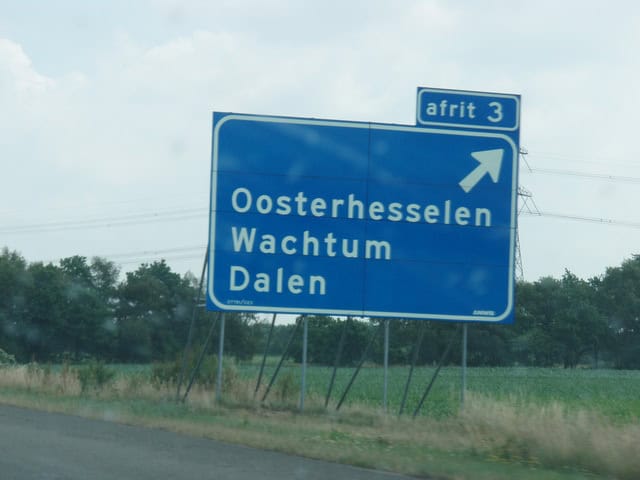 afrit 3
Oosterhesselen
Wachtum
Dalen